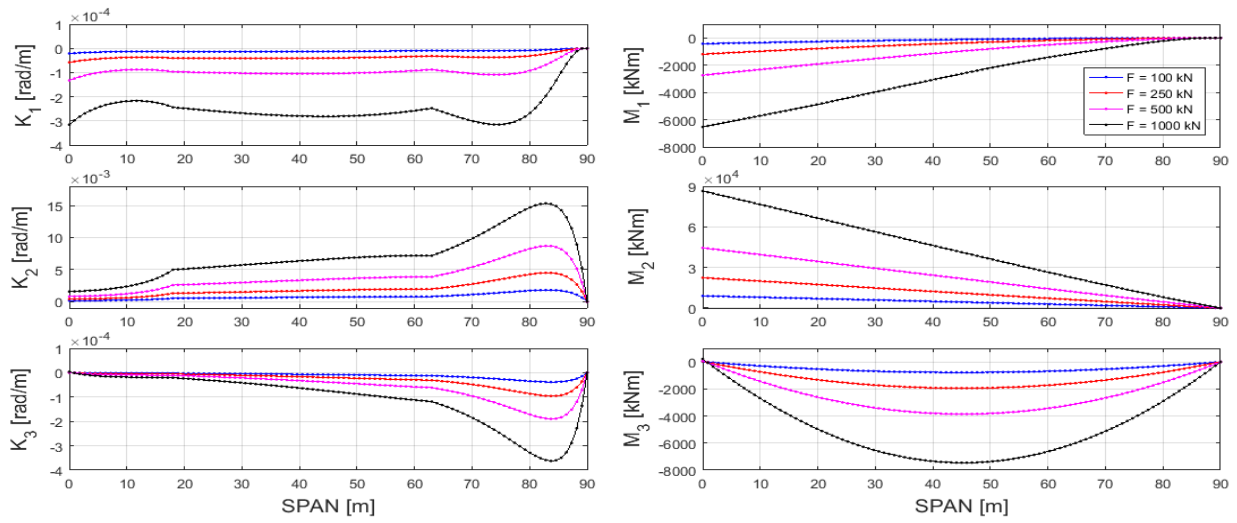 ×10⁻⁴
K₁ [rad/m]
1
0
-1
-2
-3
-4
0 10 20 30 40 50 60 70 80 90
M₁ [kNm]
0
-2000
-4000
-6000
-8000
0 10 20 30 40 50 60 70 80 90
F = 100 kN
F = 250 kN
F = 500 kN
F = 1000 kN
×10⁻³
K₂ [rad/m]
15
10
5
0
0 10 20 30 40 50 60 70 80 90
×10⁴
M₂ [kNm]
9
6
3
0
0 10 20 30 40 50 60 70 80 90
×10⁻⁴
K₃ [rad/m]
1
0
-1
-2
-3
-4
0 10 20 30 40 50 60 70 80 90
SPAN [m]
M₃ [kNm]
0
-2000
-4000
-6000
-8000
0 10 20 30 40 50 60 70 80 90
SPAN [m]